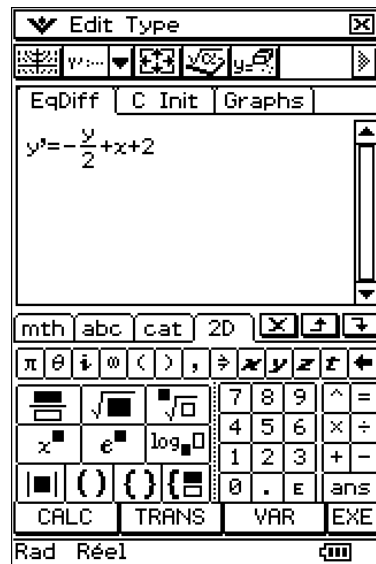 Edit Type
EqDiff C Init Graphs
y'=-y/2+x+2
mth abc cat 2D
π θ i ∞ ( ) , ⇒ x y z t ←
7 8 9 ^ =
4 5 6 × ÷
1 2 3 + -
0 . E ans
√■ ⁿ√□
x^■ e^■ log_■□
|■| () {} {
CALC TRANS VAR EXE
Rad Réel